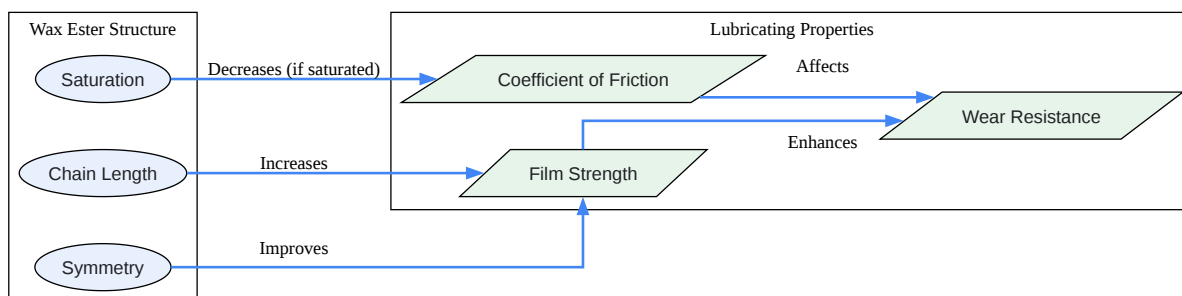 Wax Ester Structure
Lubricating Properties
Saturation
Decreases (if saturated)
Coefficient of Friction
Affects
Wear Resistance
Enhances
Chain Length
Increases
Film Strength
Symmetry
Improves